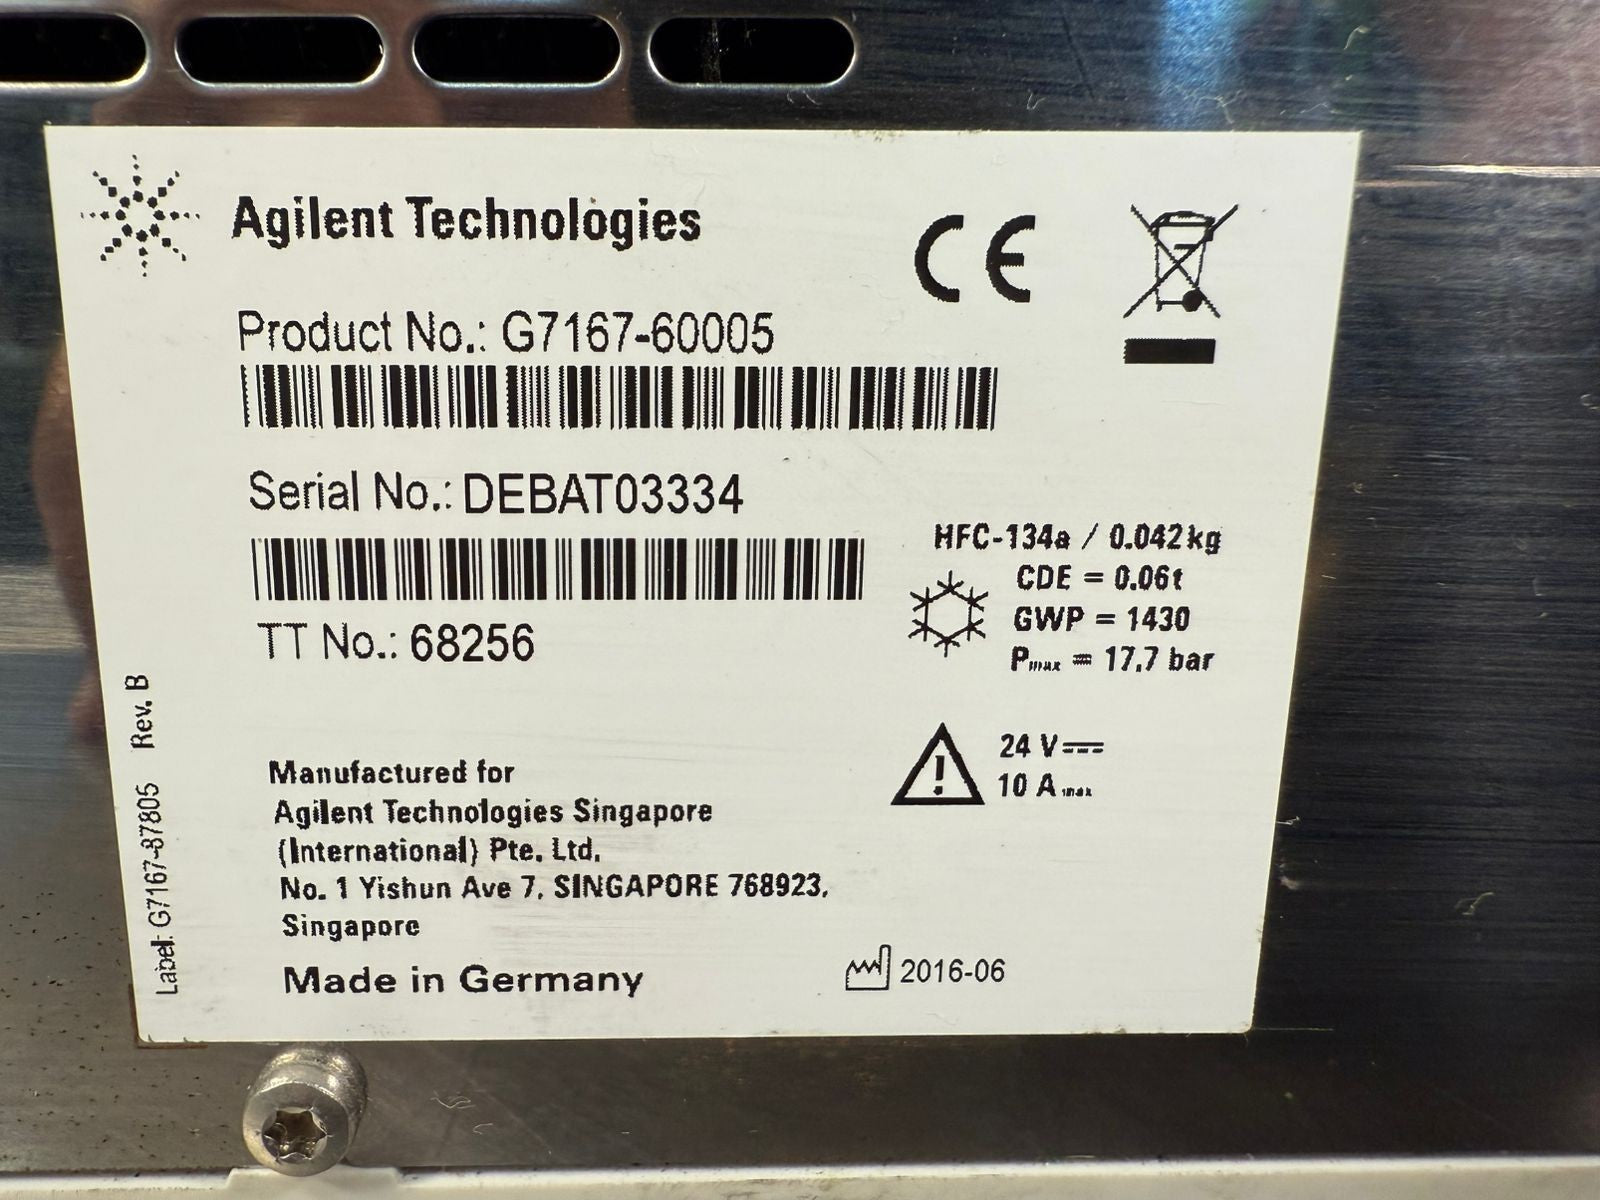 Agilent Technologies
CE
Product No.: G7167-60005
Serial No.: DEBAT03334
TT No.: 68256
HFC-134a / 0.042kg
CDE = 0.06t
GWP = 1430
Pmax = 17,7 bar
24 V
10 A max
Manufactured for
Agilent Technologies Singapore
(International) Pte. Ltd.
No. 1 Yishun Ave 7, SINGAPORE 768923,
Singapore
Made in Germany
2016-06
Label: G7167-87805 Rev. B